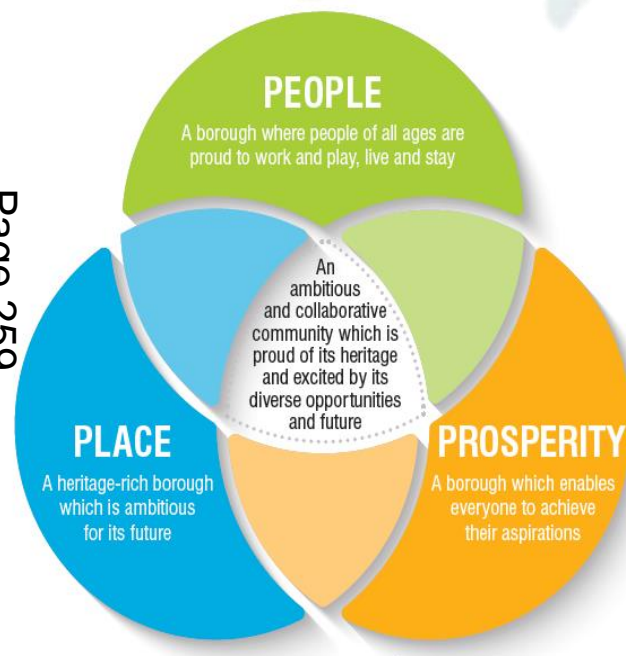 PEOPLE
A borough where people of all ages are
proud to work and play, live and stay
An
ambitious
and collaborative
community which is
proud of its heritage
and excited by its
diverse opportunities
and future
PLACE
A heritage-rich borough
which is ambitious
for its future
PROSPERITY
A borough which enables
everyone to achieve
their aspirations
Page 259